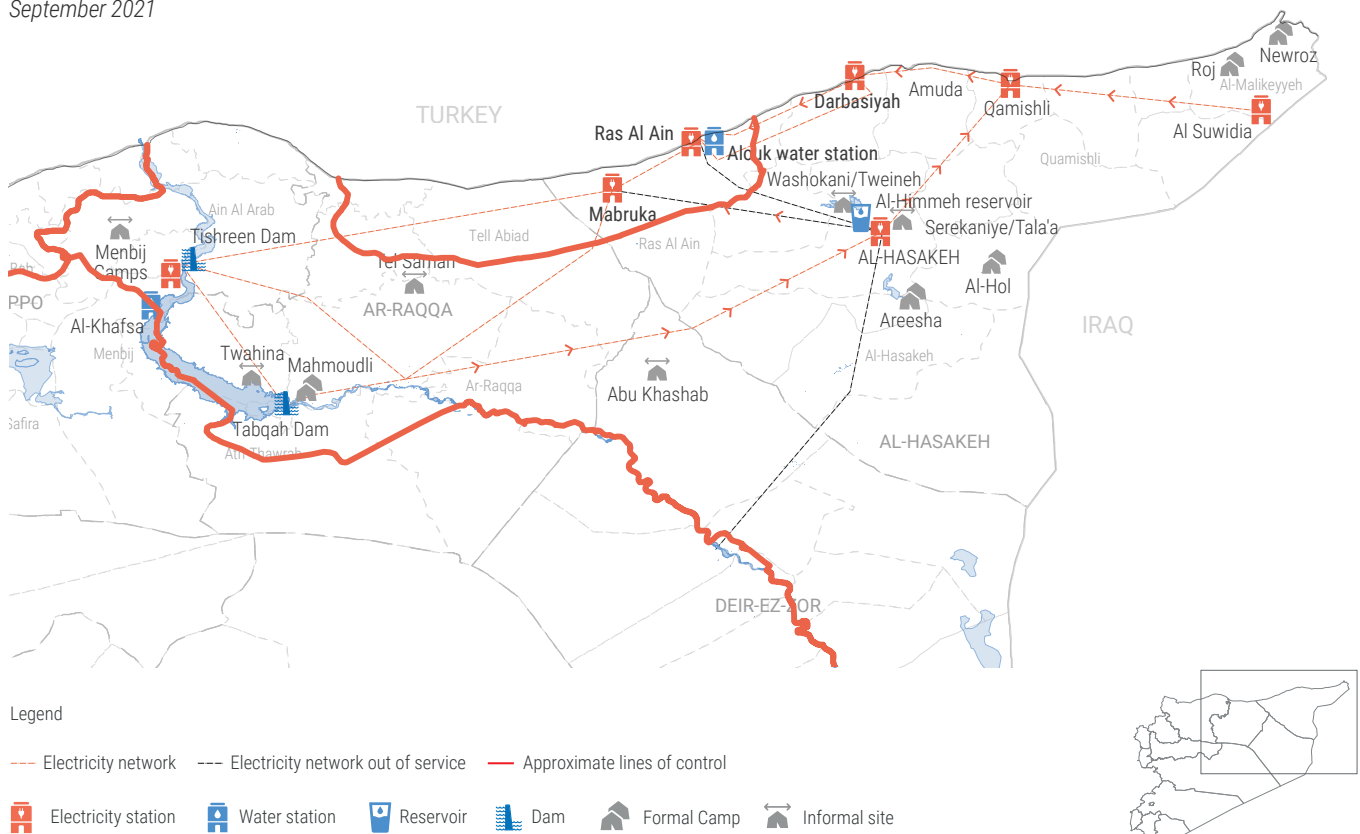 September 2021
Newroz
Roj
Al-Malikeyyeh
Amuda
Darbasiyah
Qamishli
Al Suwidia
TURKEY
Ras Al Ain
Alouk water station
Quamishli
Washokani/Tweineh
Al-Himmeh reservoir
Serekaniye/Tala'a
Mabruka
Ain Al Arab
Tishreen Dam
Tell Abiad
Ras Al Ain
AL-HASAKEH
Menbij
Camps
Tel Saman
AR-RAQQA
Al-Hol
PPO
Areesha
IRAQ
Al-Khafsa
Menbij
Twahina
Mahmoudli
Al-Hasakeh
Ar-Raqqa
Abu Khashab
Safira
Tabqah Dam
Ath-Thawrah
AL-HASAKEH
DEIR-EZ-ZOR
Legend
Electricity network
Electricity network out of service
Approximate lines of control
Electricity station
Water station
Reservoir
Dam
Formal Camp
Informal site